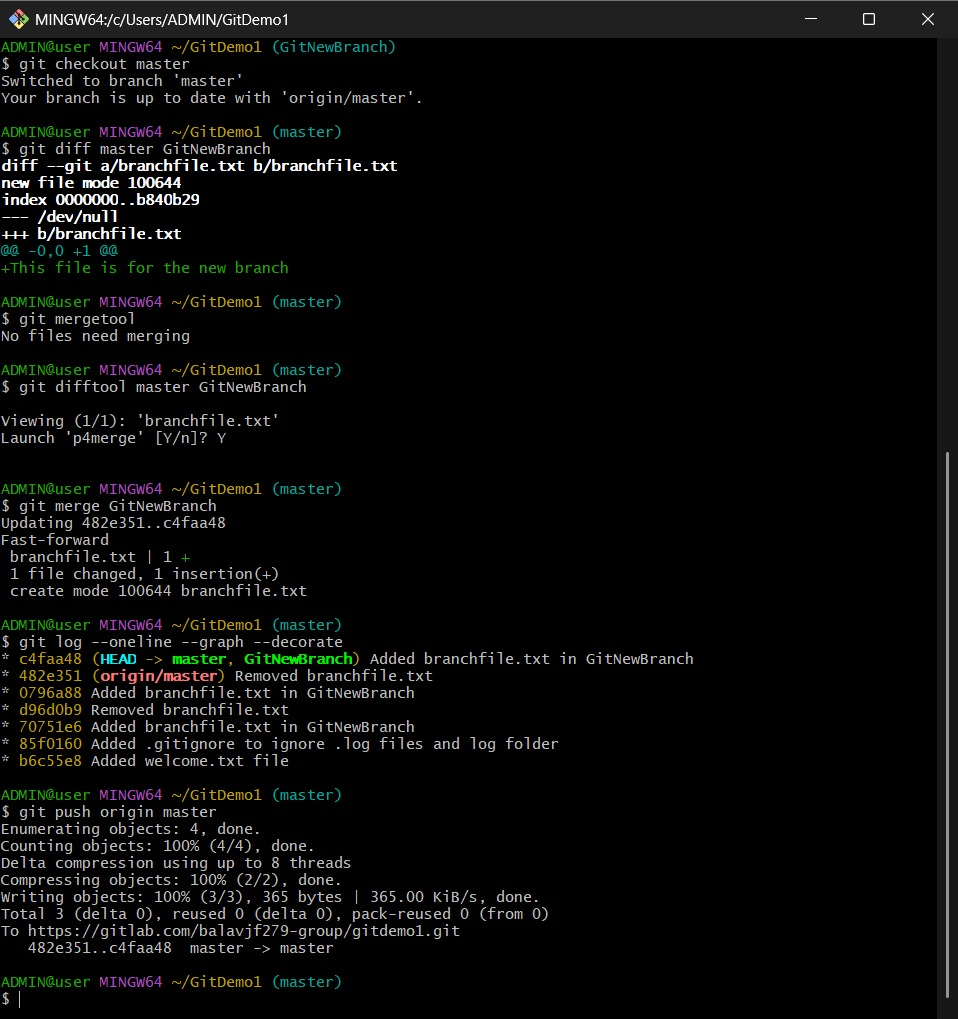 MINGW64:/c/Users/ADMIN/GitDemo1
ADMIN@user MINGW64 ~/GitDemo1 (GitNewBranch)
$ git checkout master
Switched to branch 'master'
Your branch is up to date with 'origin/master'.
ADMIN@user MINGW64 ~/GitDemo1 (master)
$ git diff master GitNewBranch
diff --git a/branchfile.txt b/branchfile.txt
new file mode 100644
index 0000000..b840b29
--- /dev/null
+++ b/branchfile.txt
@@ -0,0 +1 @@
+This file is for the new branch
ADMIN@user MINGW64 ~/GitDemo1 (master)
$ git mergetool
No files need merging
ADMIN@user MINGW64 ~/GitDemo1 (master)
$ git difftool master GitNewBranch
Viewing (1/1): 'branchfile.txt'
Launch 'p4merge' [Y/n]? Y
ADMIN@user MINGW64 ~/GitDemo1 (master)
$ git merge GitNewBranch
Updating 482e351..c4faa48
Fast-forward
 branchfile.txt | 1 +
 1 file changed, 1 insertion(+)
 create mode 100644 branchfile.txt
ADMIN@user MINGW64 ~/GitDemo1 (master)
$ git log --oneline --graph --decorate
* c4faa48 (HEAD -> master, GitNewBranch) Added branchfile.txt in GitNewBranch
* 482e351 (origin/master) Removed branchfile.txt
* 0796a88 Added branchfile.txt in GitNewBranch
* d96d0b9 Removed branchfile.txt
* 70751e6 Added branchfile.txt in GitNewBranch
* 85f0160 Added .gitignore to ignore .log files and log folder
* b6c55e8 Added welcome.txt file
ADMIN@user MINGW64 ~/GitDemo1 (master)
$ git push origin master
Enumerating objects: 4, done.
Counting objects: 100% (4/4), done.
Delta compression using up to 8 threads
Compressing objects: 100% (2/2), done.
Writing objects: 100% (3/3), 365 bytes | 365.00 KiB/s, done.
Total 3 (delta 0), reused 0 (delta 0), pack-reused 0 (from 0)
To https://gitlab.com/balavjf279-group/gitdemo1.git
   482e351..c4faa48  master -> master
ADMIN@user MINGW64 ~/GitDemo1 (master)
$